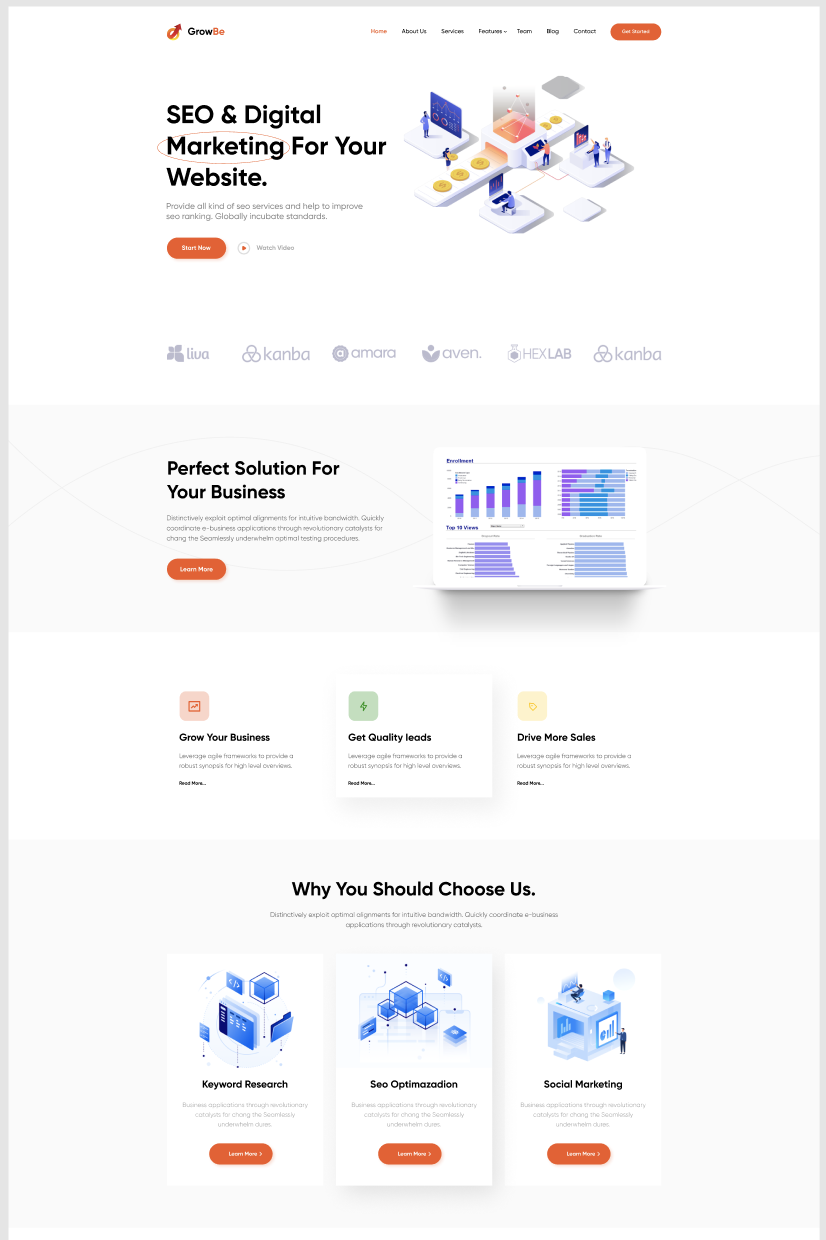 GrowBe
Home About Us Services Features Team Blog Contact Get Started
SEO & Digital
Marketing For Your
Website.
Provide all kind of seo services and help to improve
seo ranking. Globally incubate standards.
Start Now Watch Video
liva kanba amara aven. HEXLAB kanba
Perfect Solution For
Your Business
Distinctively exploit optimal alignments for intuitive bandwidth. Quickly
coordinate e-business applications through revolutionary catalysts for
chang the Seamlessly underwhelm optimal testing procedures.
Learn More
Enrollment
Top 10 Views
Grow Your Business
Leverage agile frameworks to provide a
robust synopsis for high level overviews.
Read More...
Get Quality leads
Leverage agile frameworks to provide a
robust synopsis for high level overviews.
Read More...
Drive More Sales
Leverage agile frameworks to provide a
robust synopsis for high level overviews.
Read More...
Why You Should Choose Us.
Distinctively exploit optimal alignments for intuitive bandwidth. Quickly coordinate e-business
applications through revolutionary catalysts.
Keyword Research
Business applications through revolutionary
catalysts for chang the Seamlessly
underwhelm dures.
Learn More
Seo Optimazadion
Business applications through revolutionary
catalysts for chang the Seamlessly
underwhelm dures.
Learn More
Social Marketing
Business applications through revolutionary
catalysts for chang the Seamlessly
underwhelm dures.
Learn More